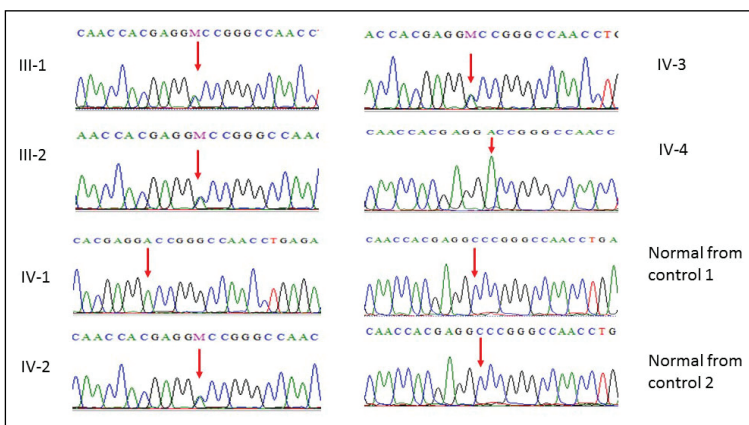 CAACCACGAGGMCCGGGCCAACC
III-1
AACCACGAGGMCCGGGCCAA
III-2
CACGAGGACCGGGCCAACCTGAGA
IV-1
CAACCACGAGGMCCGGGCCAAC
IV-2
ACCACGAGGMCCGGGCCAACCTG
IV-3
CAACCACGAGGACCGGGCCAACC
IV-4
CAACCACGAGGCCCGGGCCAACCTGA
Normal from
control 1
CAACCACGAGGCCCGGGCCAACCTG
Normal from
control 2